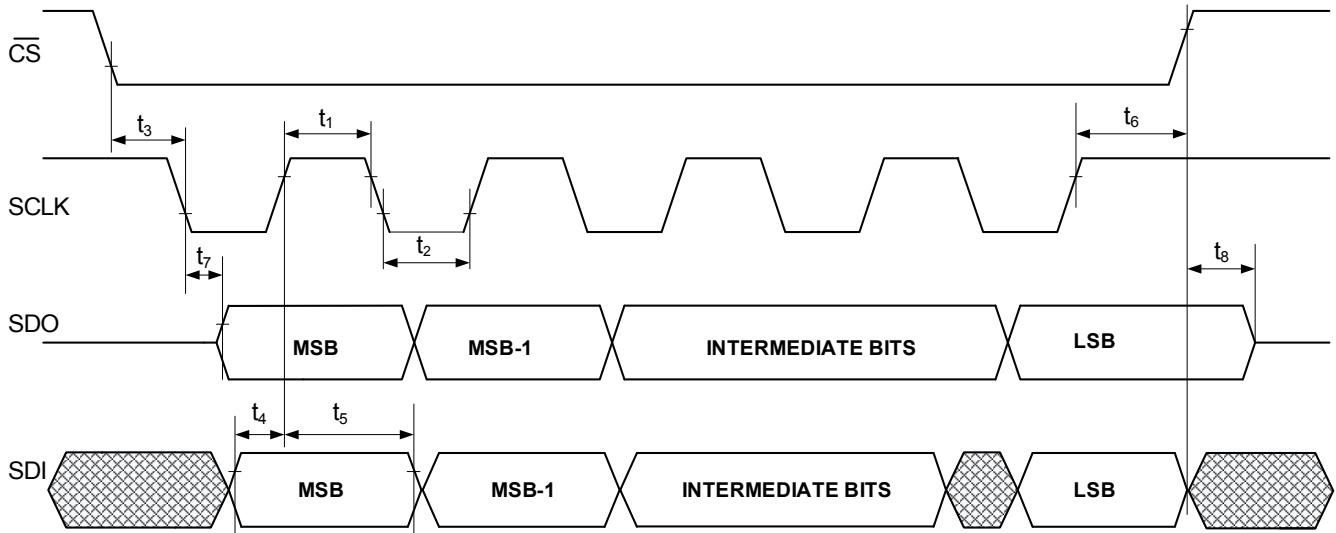 CS
t3
t1
t6
SCLK
t2
t7
t8
SDO
MSB
MSB-1
INTERMEDIATE BITS
LSB
t4
t5
SDI
MSB
MSB-1
INTERMEDIATE BITS
LSB